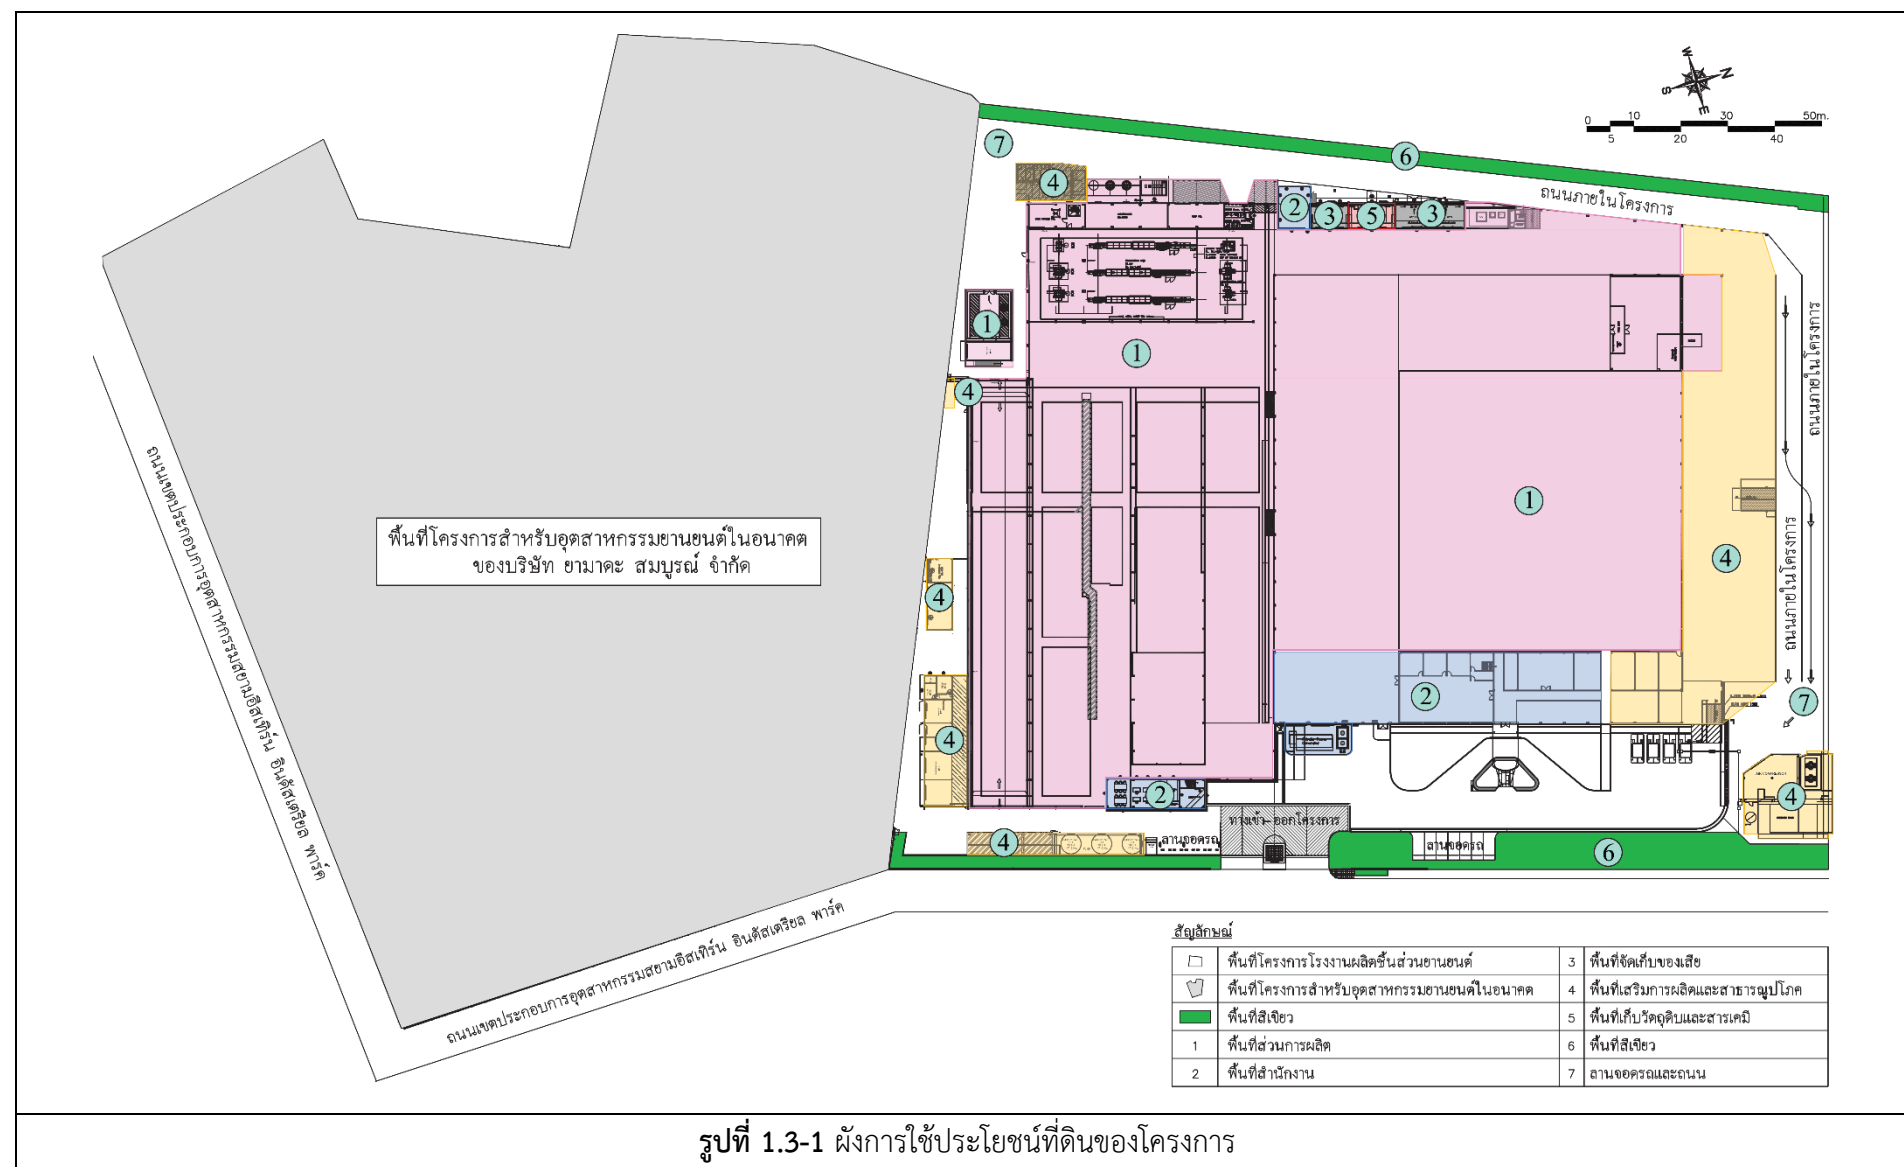 W
N
S
E
0 10 30 50m.
5 20 40
7
6
4
ถนนภายในโครงการ
2
3
5
3
1
1
4
ถนนภายในโครงการ
1
4
ถนนภายในโครงการ
ถนนเขตประกอบการอุตสาหกรรมสยามอีสเทิร์น อินดัสเตรียล พาร์ค
พื้นที่โครงการสำหรับอุตสาหกรรมยานยนต์ในอนาคต
ของบริษัท ยามาดะ สมบูรณ์ จำกัด
4
4
2
7
2
4
4
ทางเข้า-ออกโครงการ
ลานจอดรถ
ลานจอดรถ
6
ถนนเขตประกอบการอุตสาหกรรมสยามอีสเทิร์น อินดัสเตรียล พาร์ค
สัญลักษณ์
พื้นที่โครงการโรงงานผลิตชิ้นส่วนยานยนต์ 3 พื้นที่จัดเก็บของเสีย
พื้นที่โครงการสำหรับอุตสาหกรรมยานยนต์ในอนาคต 4 พื้นที่เสริมการผลิตและสาธารณูปโภค
พื้นที่สีเขียว 5 พื้นที่เก็บวัตถุดิบและสารเคมี
1 พื้นที่ส่วนการผลิต 6 พื้นที่สีเขียว
2 พื้นที่สำนักงาน 7 ลานจอดรถและถนน
รูปที่ 1.3-1 ผังการใช้ประโยชน์ที่ดินของโครงการ